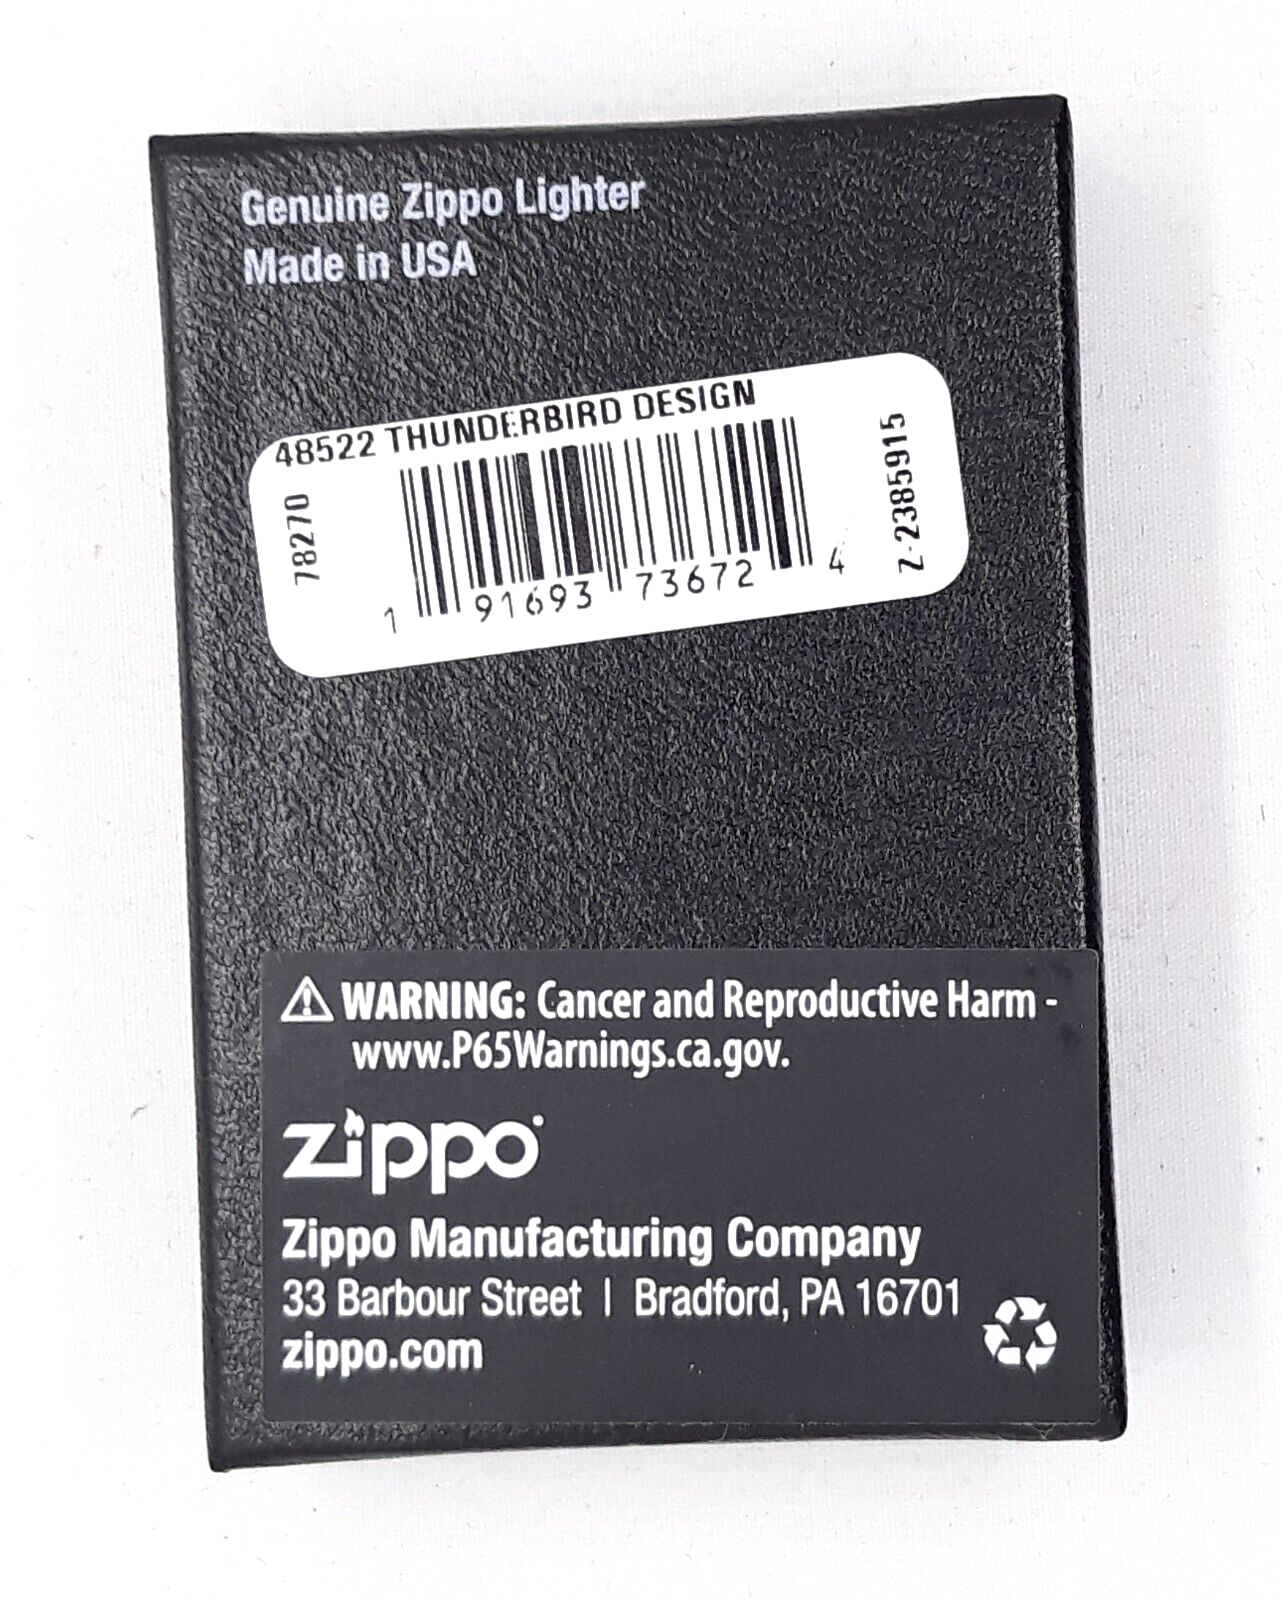 Genuine Zippo Lighter
Made in USA
48522 THUNDERBIRD DESIGN
78270
1 91693 73672 4
Z-2385915
WARNING: Cancer and Reproductive Harm -
www.P65Warnings.ca.gov.
zippo
Zippo Manufacturing Company
33 Barbour Street | Bradford, PA 16701
zippo.com